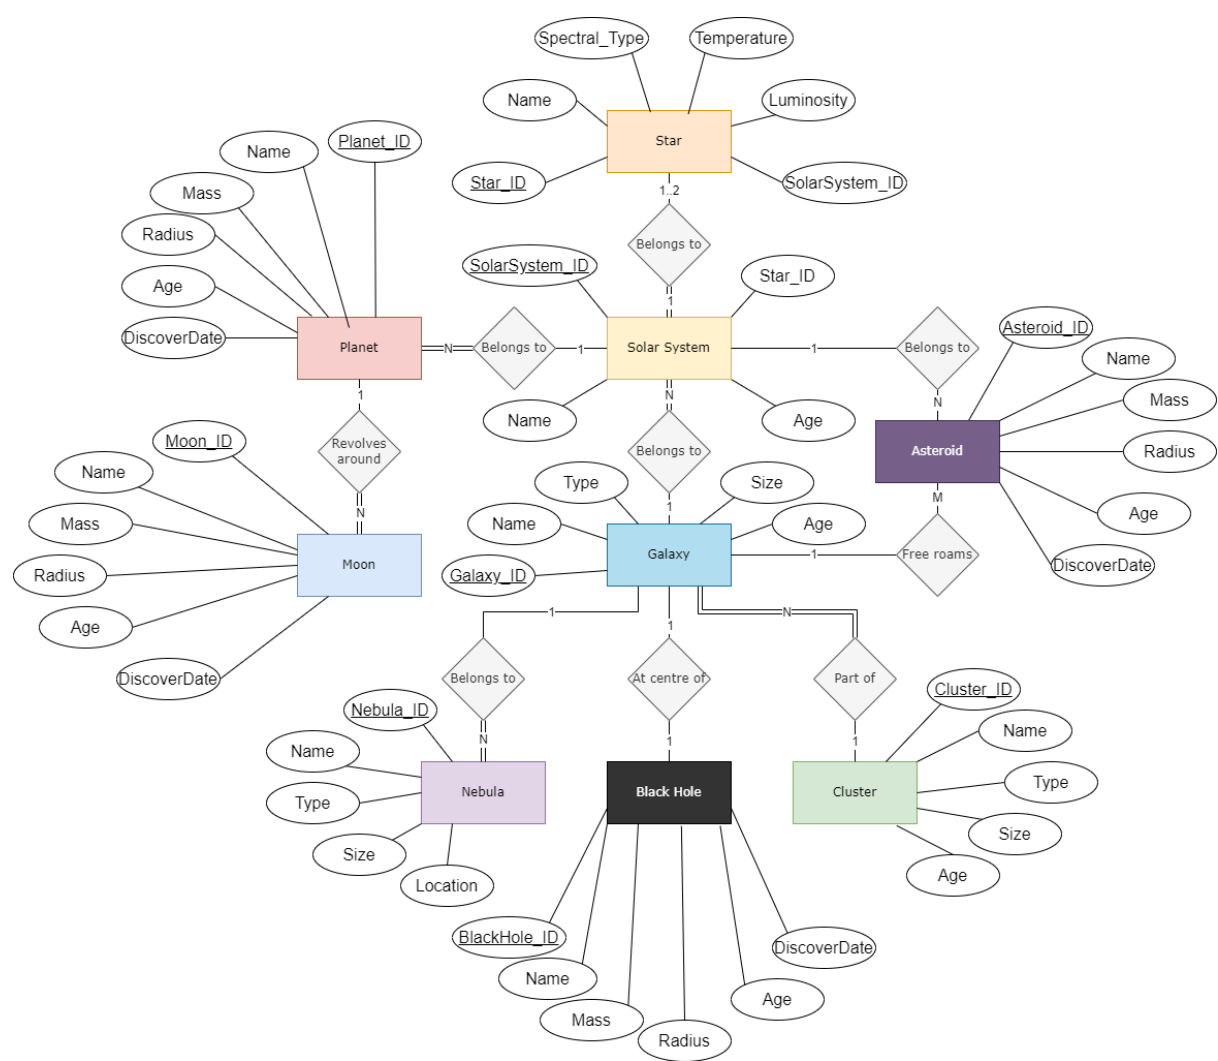 Spectral_Type
Temperature
Name
Luminosity
Star
Star_ID
SolarSystem_ID
1..2
Belongs to
1
Planet_ID
Name
Mass
Radius
Age
DiscoverDate
Planet
N
Belongs to
1
SolarSystem_ID
Star_ID
Solar System
Name
Age
1
Belongs to
N
Asteroid_ID
Name
Mass
Radius
Age
DiscoverDate
Asteroid
M
Free roams
1
1
Revolves
around
N
Moon_ID
Name
Mass
Radius
Age
DiscoverDate
Moon
N
Belongs to
1
Type
Size
Name
Age
Galaxy
Galaxy_ID
1
Belongs to
N
1
At centre of
1
N
Part of
1
Nebula_ID
Name
Type
Size
Location
Nebula
Black Hole
BlackHole_ID
Name
Mass
Radius
Age
DiscoverDate
Cluster_ID
Name
Type
Size
Age
Cluster